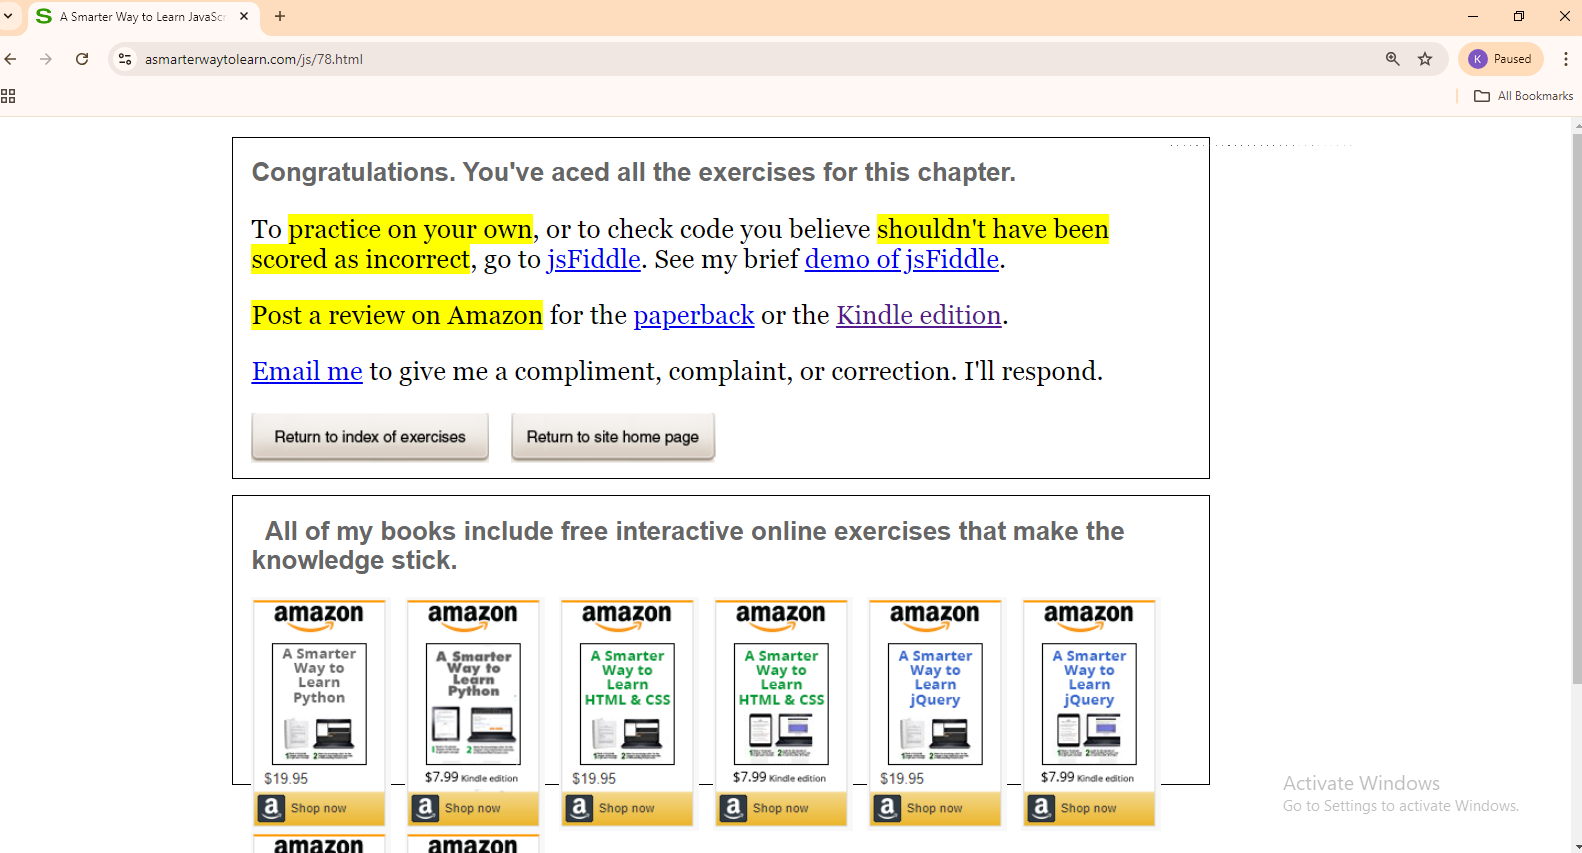 A Smarter Way to Learn JavaScr
asmarterwaytolearn.com/js/78.html
K Paused
All Bookmarks
Congratulations. You've aced all the exercises for this chapter.
To practice on your own, or to check code you believe shouldn't have been
scored as incorrect, go to jsFiddle. See my brief demo of jsFiddle.
Post a review on Amazon for the paperback or the Kindle edition.
Email me to give me a compliment, complaint, or correction. I'll respond.
Return to index of exercises Return to site home page
All of my books include free interactive online exercises that make the
knowledge stick.
amazon amazon amazon amazon amazon amazon
A Smarter A Smarter A Smarter A Smarter A Smarter A Smarter
Way to Way to Way to Way to Way to Way to
Learn Learn Learn Learn Learn Learn
Python Python HTML & CSS HTML & CSS jQuery jQuery
$19.95 $7.99 Kindle edition $19.95 $7.99 Kindle edition $19.95 $7.99 Kindle edition
a Shop now a Shop now a Shop now a Shop now a Shop now a Shop now
amazon amazon
Activate Windows
Go to Settings to activate Windows.